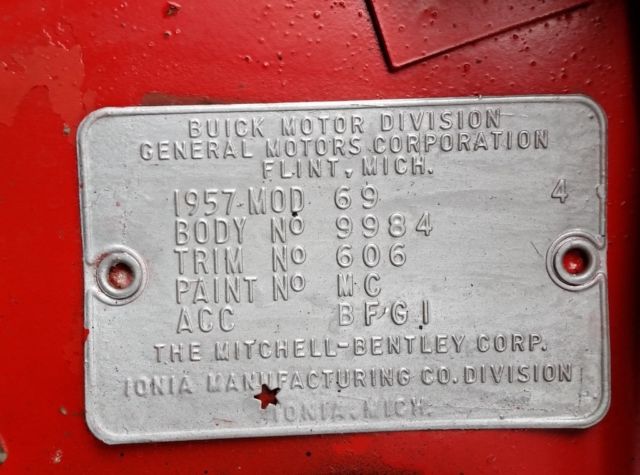 BUICK MOTOR DIVISION
GENERAL MOTORS CORPORATION
FLINT, MICH.
1957-MOD 69 4
BODY Nº 9984
TRIM Nº 606
PAINT Nº MC
ACC BFGI
THE MITCHELL-BENTLEY CORP.
IONIA MANUFACTURING CO. DIVISION
IONIA, MICH.